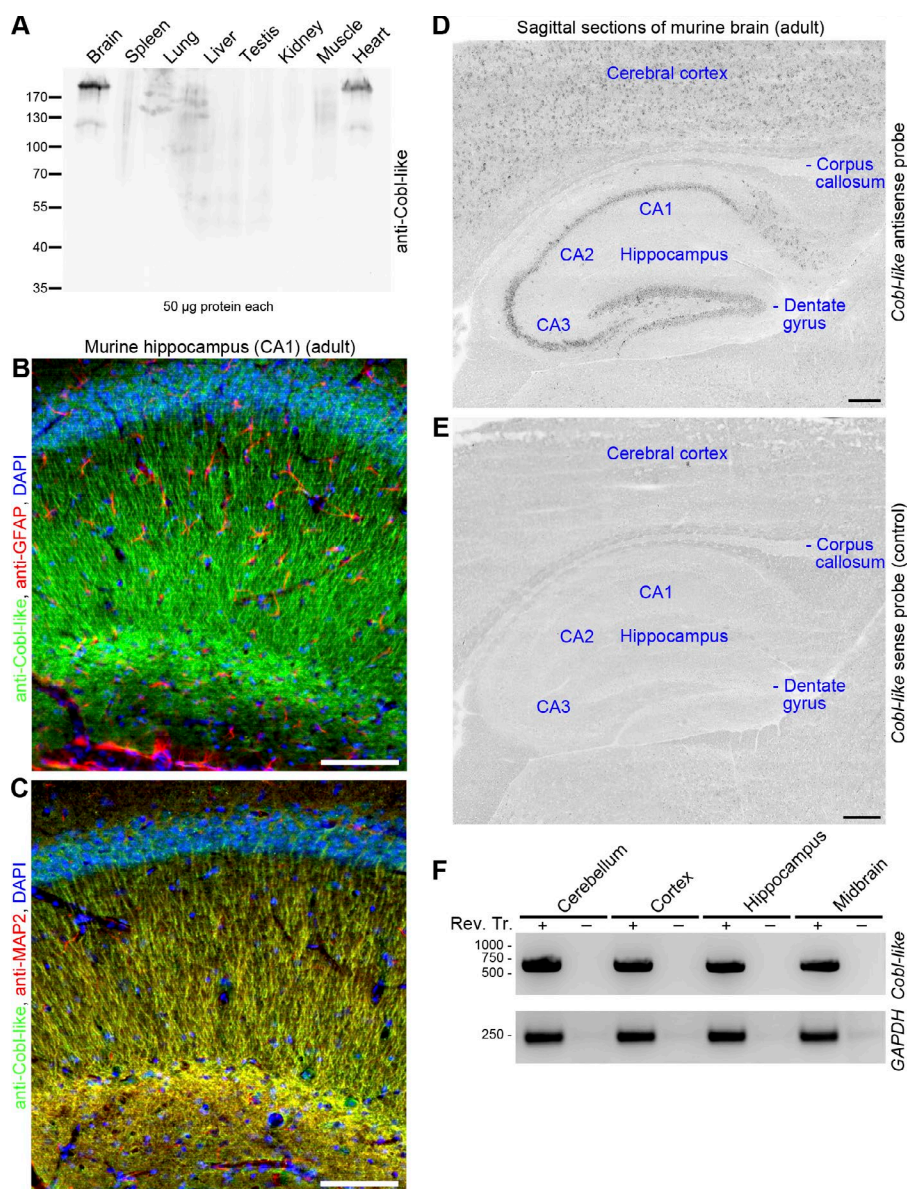 A
Brain
Spleen
Lung
Liver
Testis
Kidney
Muscle
Heart
170
130
100
70
55
40
35
anti-Cobl-like
50 µg protein each
Murine hippocampus (CA1) (adult)
B
anti-Cobl-like, anti-GFAP, DAPI
C
anti-Cobl-like, anti-MAP2, DAPI
D
Sagittal sections of murine brain (adult)
Cerebral cortex
- Corpus
callosum
CA1
CA2
Hippocampus
CA3
- Dentate
gyrus
Cobl-like antisense probe
E
Cerebral cortex
- Corpus
callosum
CA1
CA2
Hippocampus
CA3
- Dentate
gyrus
Cobl-like sense probe (control)
F
Cerebellum
Cortex
Hippocampus
Midbrain
Rev. Tr. + – + – + – + –
1000 -
750 -
500 -
Cobl-like
250 -
GAPDH